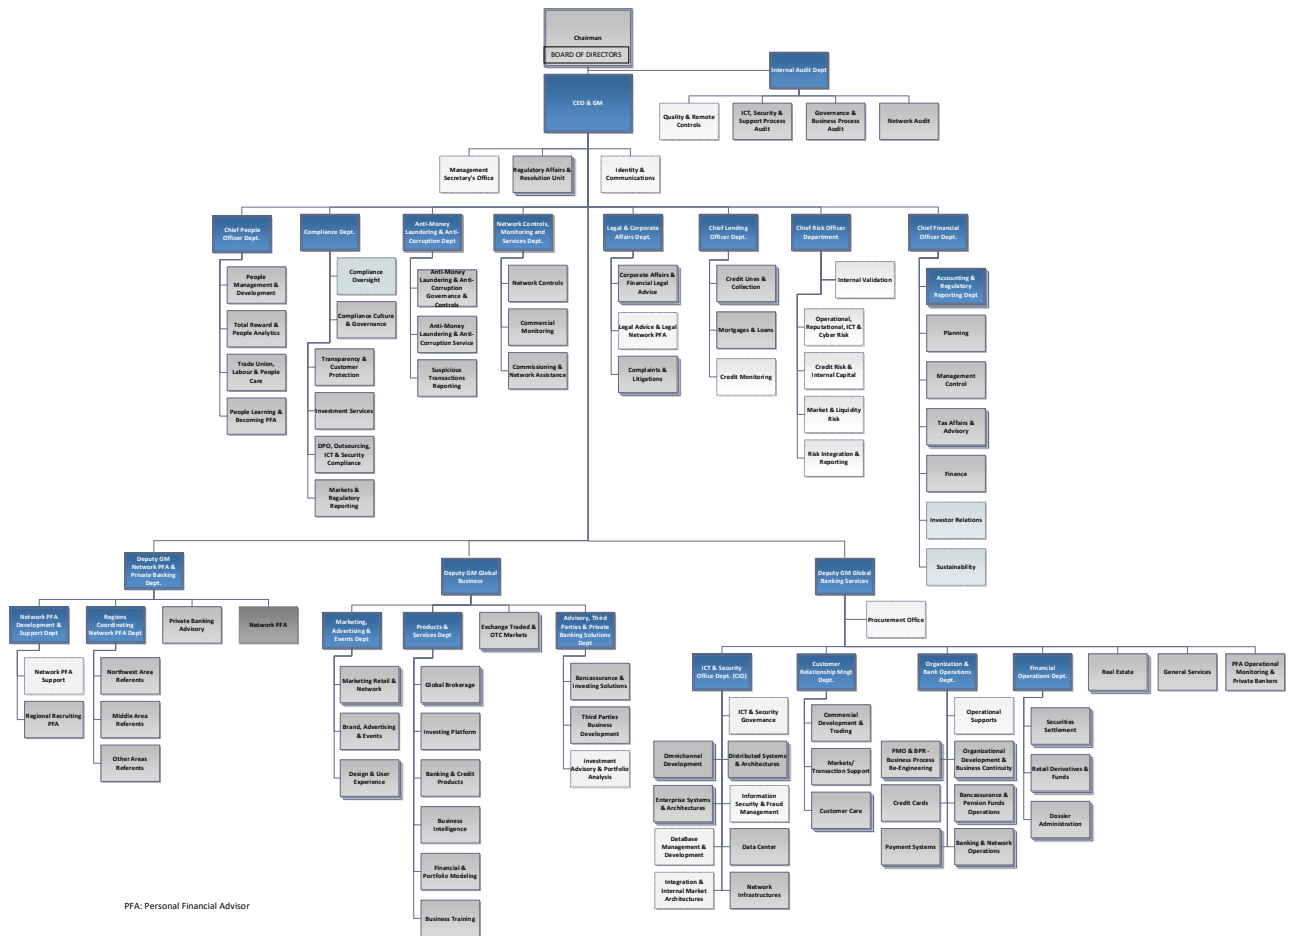 Chairman
BOARD OF DIRECTORS
Internal Audit Dept
CEO & GM
Quality & Remote
Controls
ICT, Security &
Support Process
Audit
Governance &
Business Process
Audit
Network Audit
Management
Secretary's Office
Regulatory Affairs &
Resolution Unit
Identity &
Communications
Chief People
Officer Dept.
Compliance Dept.
Anti-Money
Laundering & Anti-
Corruption Dept
Network Controls,
Monitoring and
Services Dept.
Legal & Corporate
Affairs Dept.
Chief Lending
Officer Dept.
Chief Risk Officer
Department
Chief Financial
Officer Dept.
People
Management &
Development
Total Reward &
People Analytics
Trade Union,
Labour & People
Care
People Learning &
Becoming PFA
Compliance
Oversight
Compliance Culture
& Governance
Transparency &
Customer
Protection
Investment Services
DPO, Outsourcing,
ICT & Security
Compliance
Markets &
Regulatory
Reporting
Anti-Money
Laundering & Anti-
Corruption
Governance &
Controls
Anti-Money
Laundering & Anti-
Corruption Service
Suspicious
Transactions
Reporting
Network Controls
Commercial
Monitoring
Commissioning &
Network Assistance
Corporate Affairs &
Financial Legal
Advice
Legal Advice & Legal
Network PFA
Complaints &
Litigations
Credit Lines &
Collection
Mortgages & Loans
Credit Monitoring
Internal Validation
Operational,
Reputational, ICT &
Cyber Risk
Credit Risk &
Internal Capital
Market & Liquidity
Risk
Risk Integration &
Reporting
Accounting &
Regulatory
Reporting Dept
Planning
Management
Control
Tax Affairs &
Advisory
Finance
Investor Relations
Sustainability
Deputy GM
Network PFA &
Private Banking
Dept.
Deputy GM Global
Business
Deputy GM Global
Banking Services
Network PFA
Development &
Support Dept
Regions
Coordinating
Network PFA Dept
Private Banking
Advisory
Network PFA
Network PFA
Support
Regional Recruiting
PFA
Northwest Area
Referents
Middle Area
Referents
Other Areas
Referents
Marketing,
Advertising &
Events Dept
Products &
Services Dept
Exchange Traded &
OTC Markets
Advisory, Third
Parties & Private
Banking Solutions
Dept
Marketing Retail &
Network
Brand, Advertising
& Events
Design & User
Experience
Global Brokerage
Investing Platform
Banking & Credit
Products
Business
Intelligence
Financial &
Portfolio Modeling
Business Training
Bancassurance &
Investing Solutions
Third Parties
Business
Development
Investment
Advisory & Portfolio
Analysis
Procurement Office
ICT & Security
Office Dept. (CIO)
Customer
Relationship Mngt
Dept.
Organization &
Bank Operations
Dept.
Financial
Operations Dept.
Real Estate
General Services
PFA Operational
Monitoring &
Private Bankers
ICT & Security
Governance
Omnichannel
Development
Distributed Systems
& Architectures
Enterprise Systems
& Architectures
Information
Security & Fraud
Management
DataBase
Management &
Development
Data Center
Integration &
Internal Market
Architectures
Network
Infrastructures
Commercial
Development &
Trading
Markets/
Transaction Support
Customer Care
Operational
Supports
PMO & BPR -
Business Process
Re-Engineering
Organizational
Development &
Business Continuity
Credit Cards
Bancassurance &
Pension Funds
Operations
Payment Systems
Banking & Network
Operations
Securities
Settlement
Retail Derivatives &
Funds
Dossier
Administration
PFA: Personal Financial Advisor